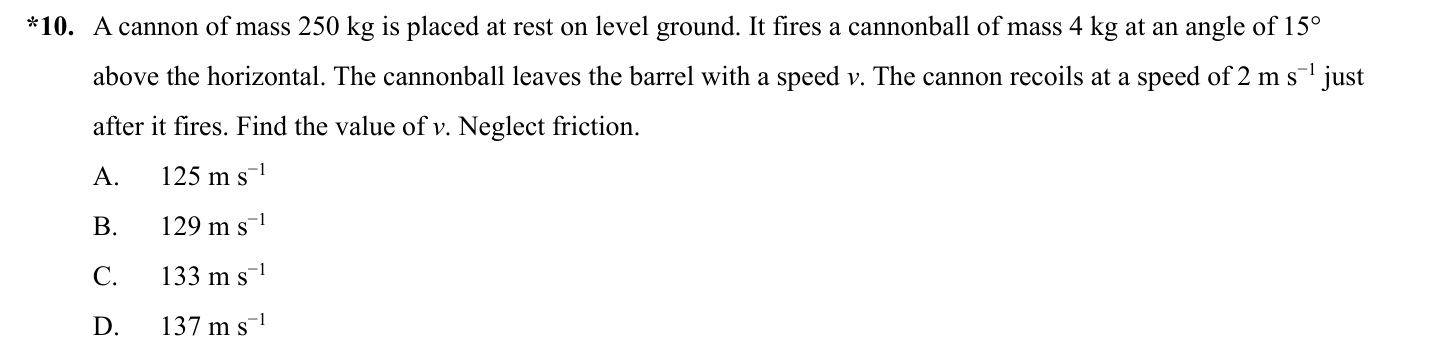 *10. A cannon of mass 250 kg is placed at rest on level ground. It fires a cannonball of mass 4 kg at an angle of 15°
above the horizontal. The cannonball leaves the barrel with a speed v. The cannon recoils at a speed of 2 m s⁻¹ just
after it fires. Find the value of v. Neglect friction.
A. 125 m s⁻¹
B. 129 m s⁻¹
C. 133 m s⁻¹
D. 137 m s⁻¹